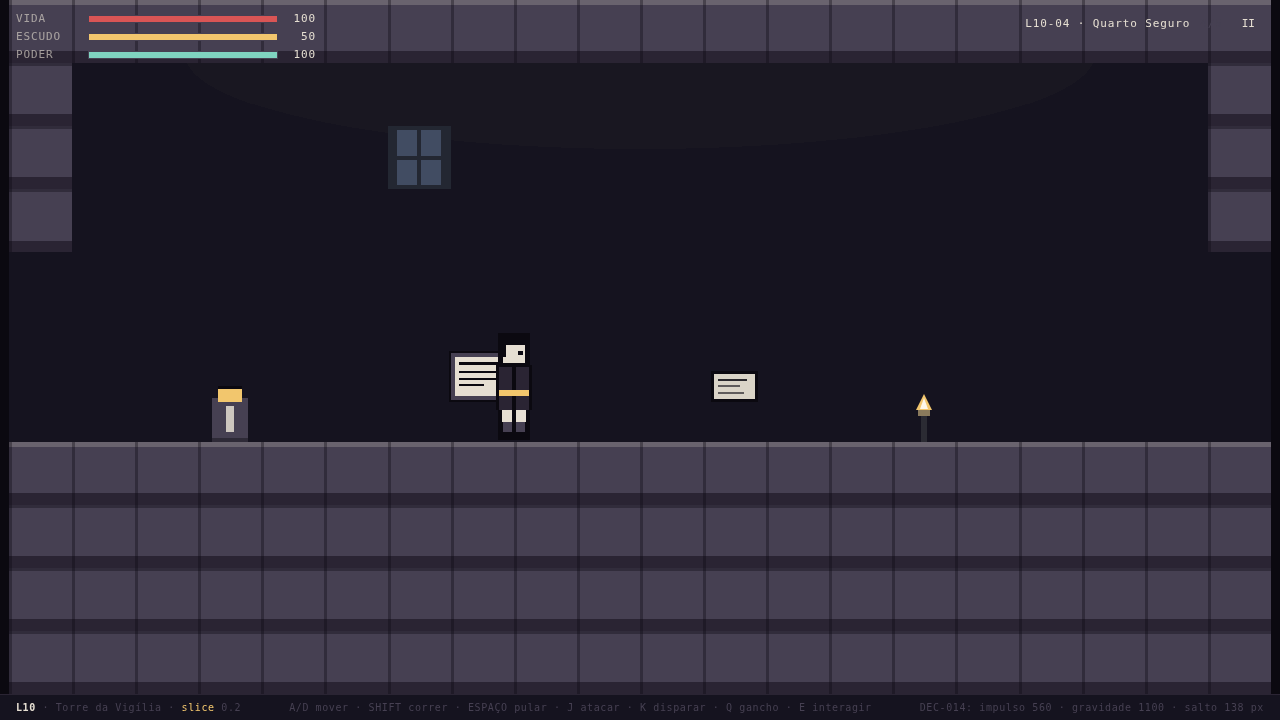 VIDA 100
ESCUDO 50
PODER 100
L10-04 · Quarto Seguro II
L10 · Torre da Vigília · slice 0.2 A/D mover · SHIFT correr · ESPAÇO pular · J atacar · K disparar · Q gancho · E interagir DEC-014: impulso 560 · gravidade 1100 · salto 138 px